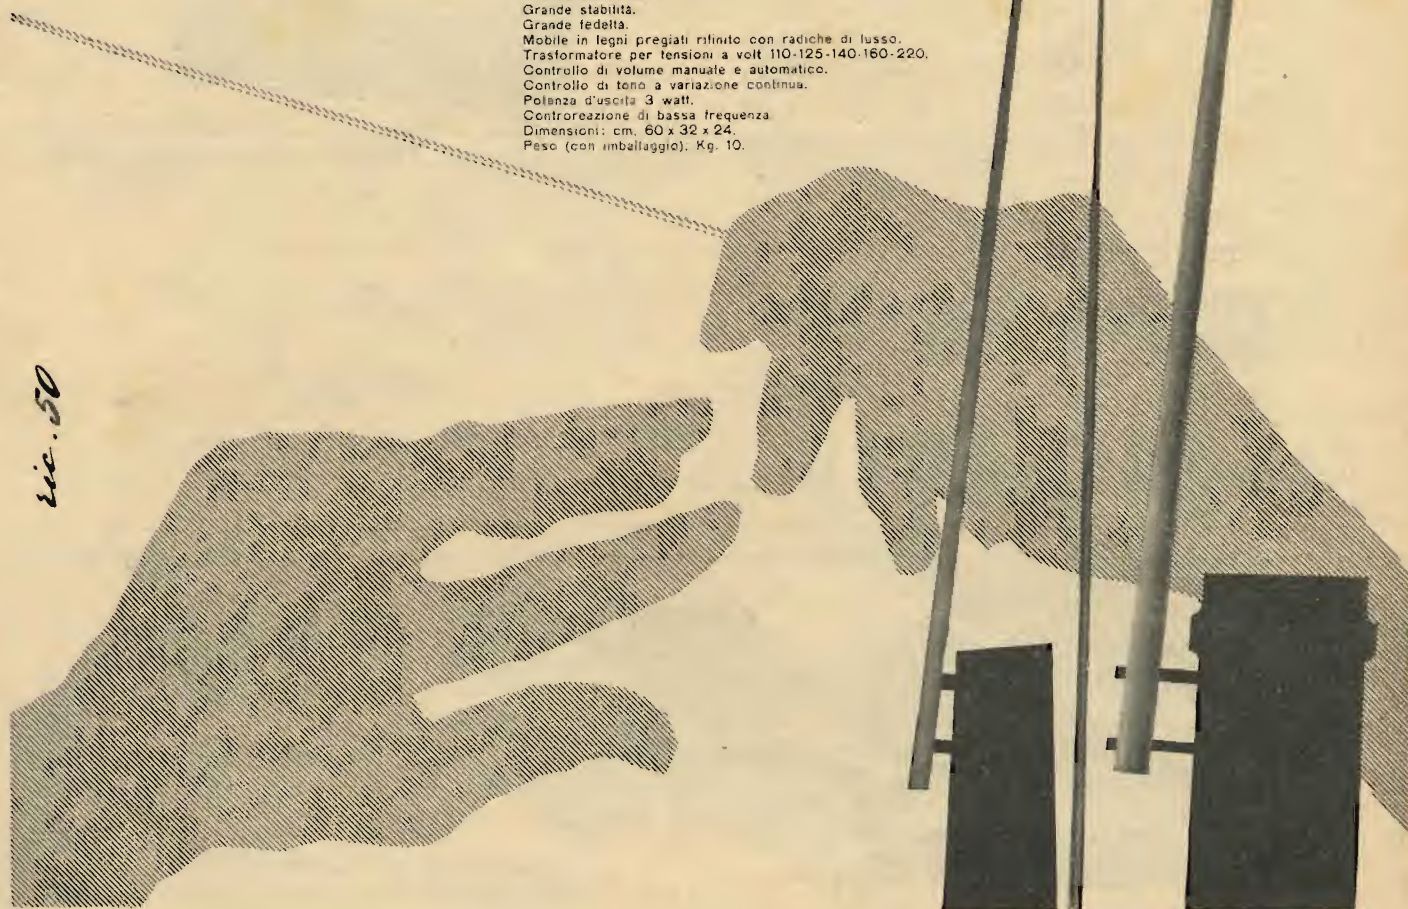 Grande stabilità.
Grande fedeltà.
Mobile in legni pregiati rifinito con radiche di lusso.
Trasformatore per tensioni a volt 110-125-140-160-220.
Controllo di volume manuale e automatico.
Controllo di tono a variazione continua.
Potenza d'uscita 3 watt.
Controreazione di bassa frequenza
Dimensioni: cm. 60 x 32 x 24.
Peso (con imballaggio): Kg. 10.
ric. 50